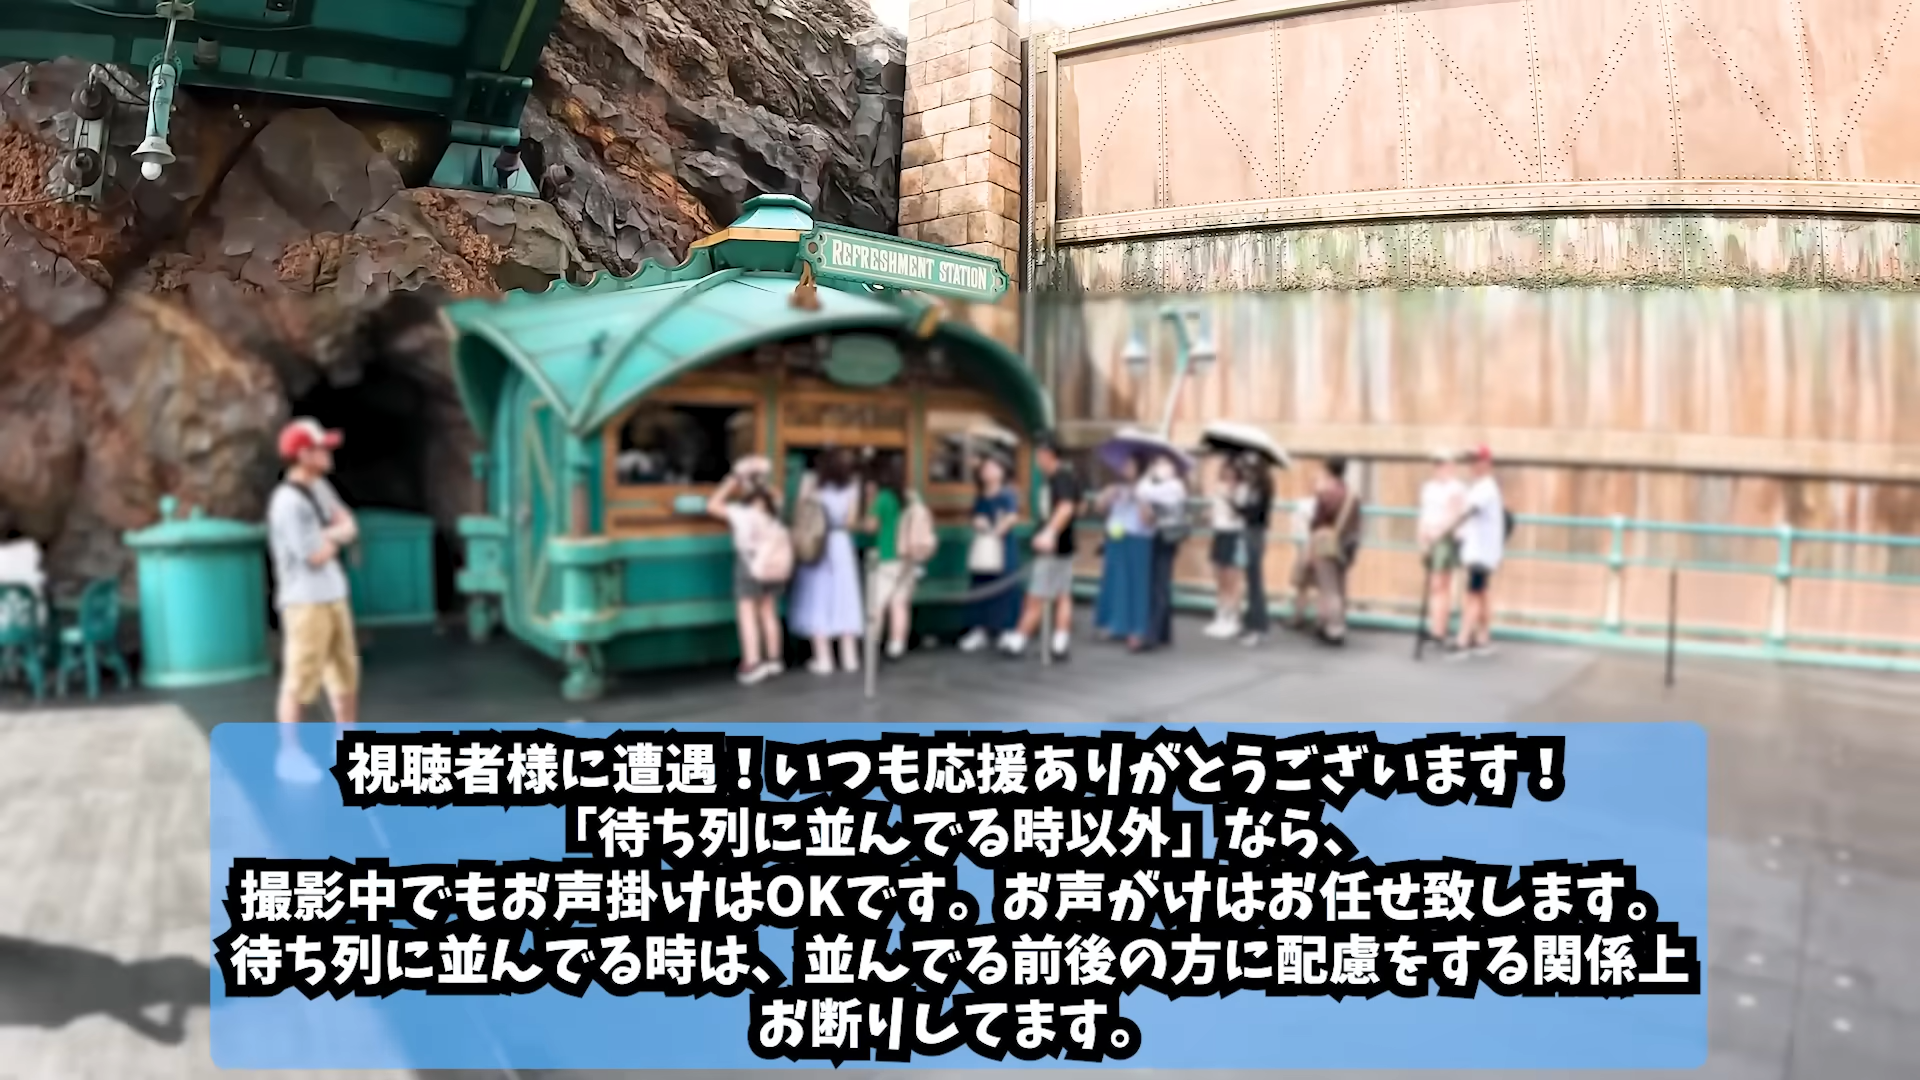 REFRESHMENT STATION
視聴者様に遭遇！いつも応援ありがとうございます！
「待ち列に並んでる時以外」なら、
撮影中でもお声掛けはOKです。お声がけはお任せ致します。
待ち列に並んでる時は、並んでる前後の方に配慮をする関係上
お断りしてます。